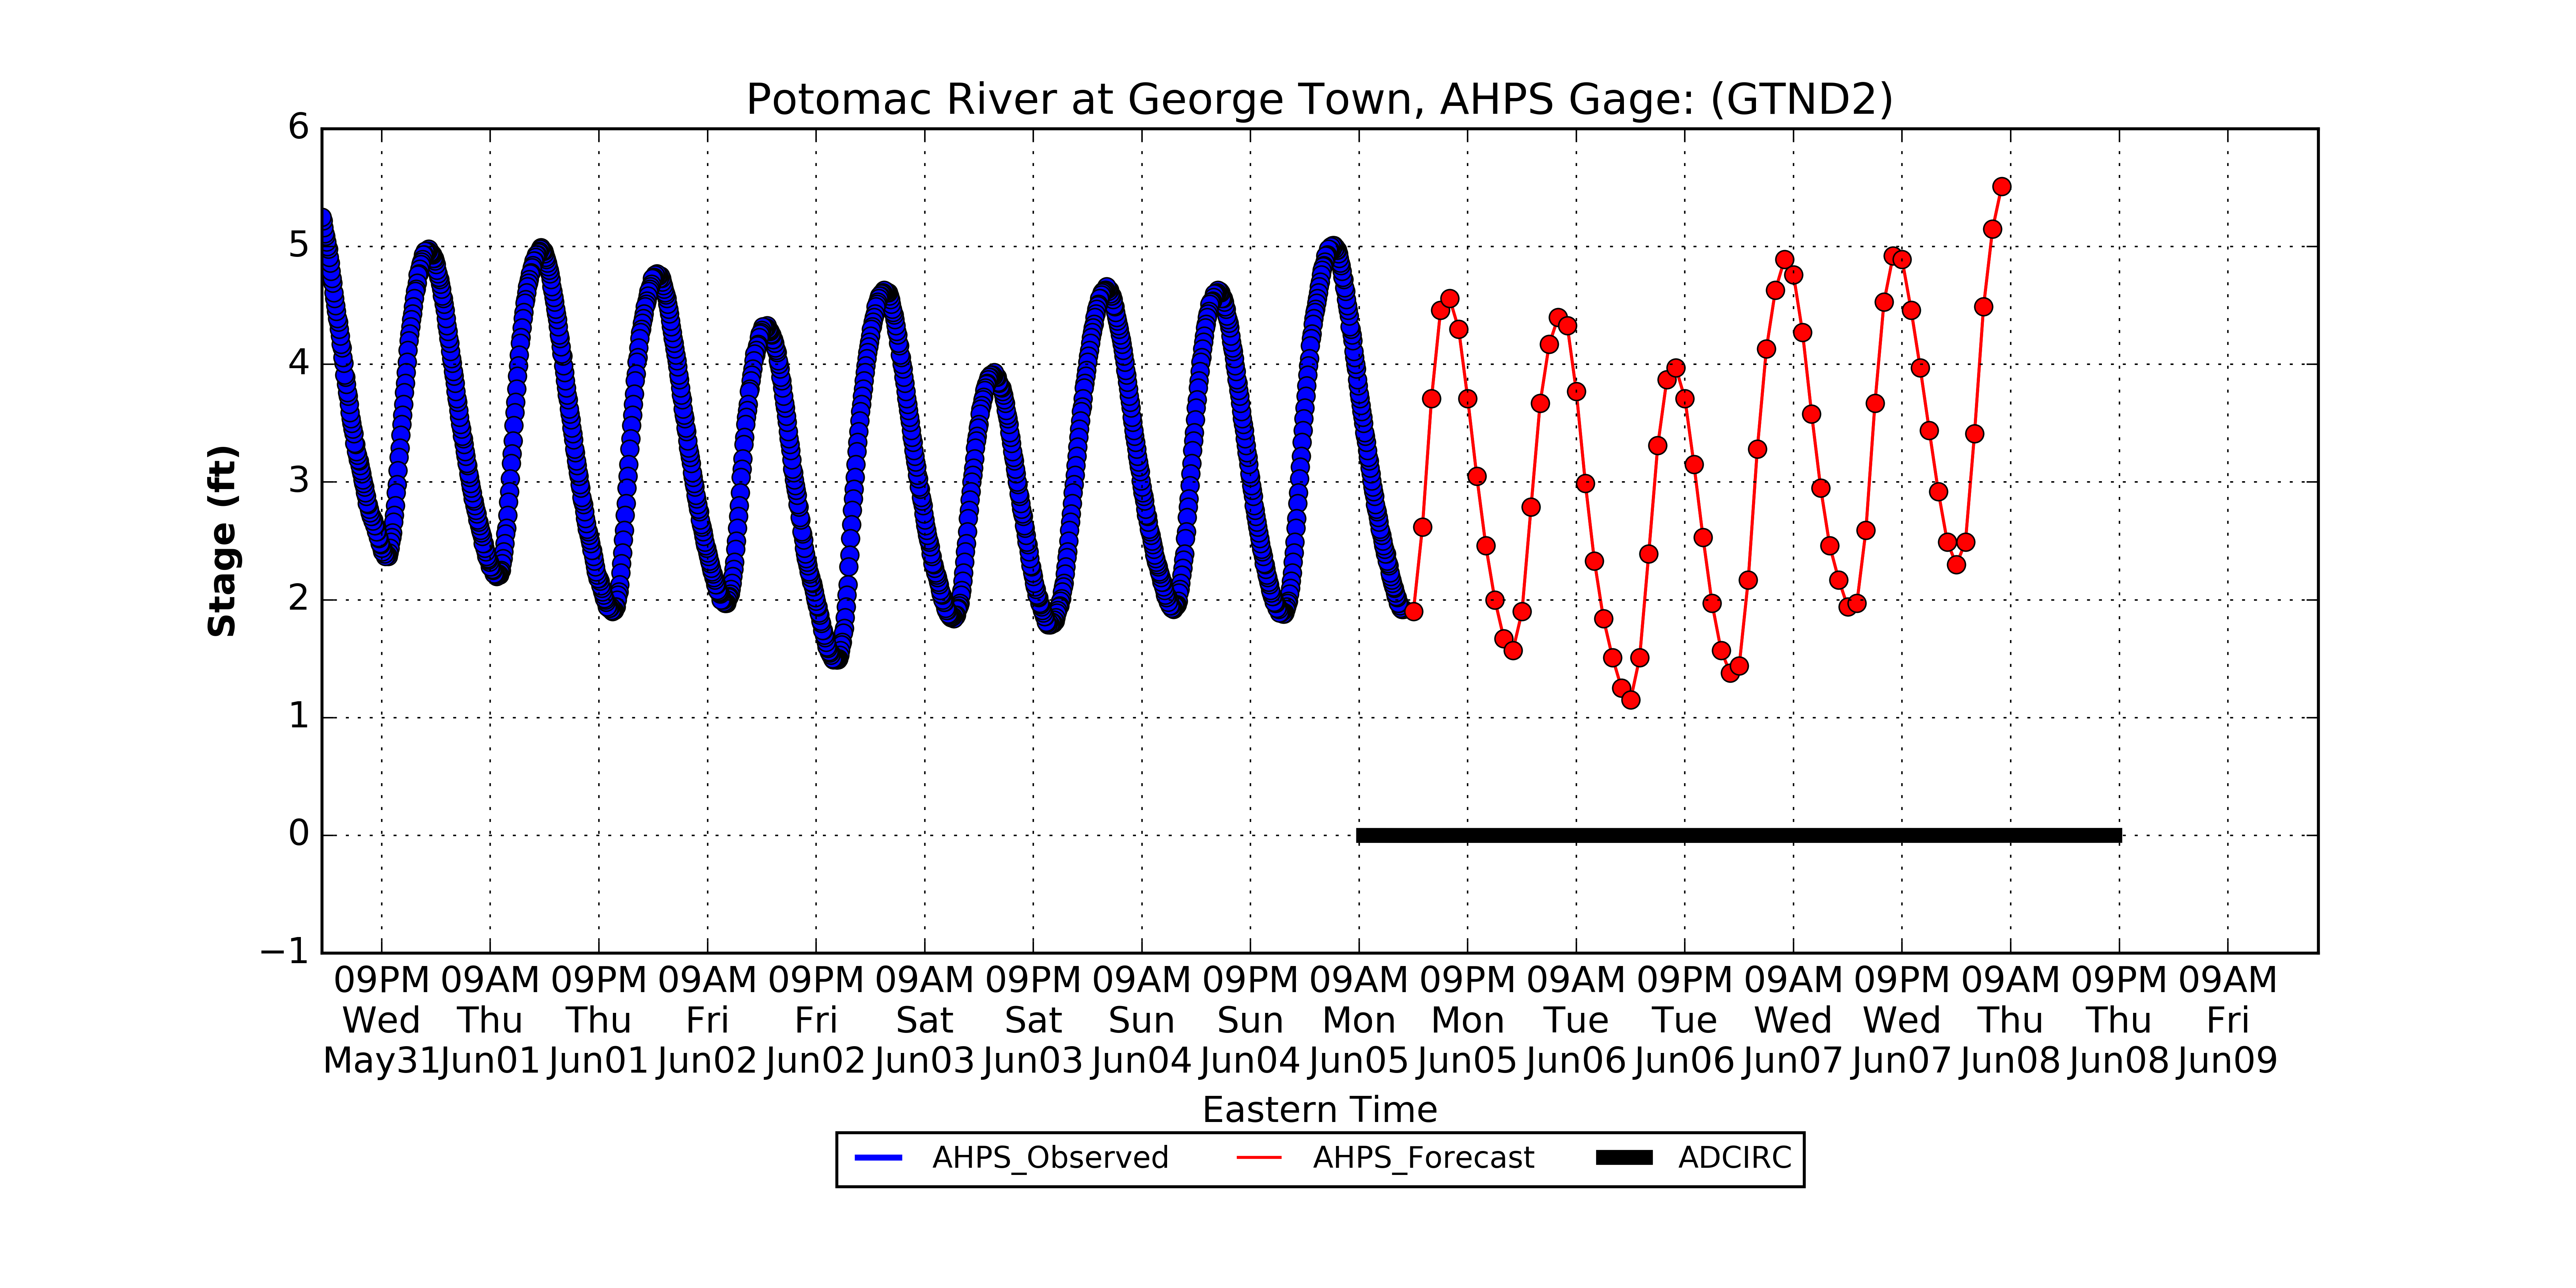 Potomac River at George Town, AHPS Gage: (GTND2)
6
5
4
3
2
1
0
−1
Stage (ft)
09PM 09AM 09PM 09AM 09PM 09AM 09PM 09AM 09PM 09AM 09PM 09AM 09PM 09AM 09PM 09AM 09PM 09AM
Wed Thu Thu Fri Fri Sat Sat Sun Sun Mon Mon Tue Tue Wed Wed Thu Thu Fri
May31 Jun01 Jun01 Jun02 Jun02 Jun03 Jun03 Jun04 Jun04 Jun05 Jun05 Jun06 Jun06 Jun07 Jun07 Jun08 Jun08 Jun09
Eastern Time
AHPS_Observed AHPS_Forecast ADCIRC